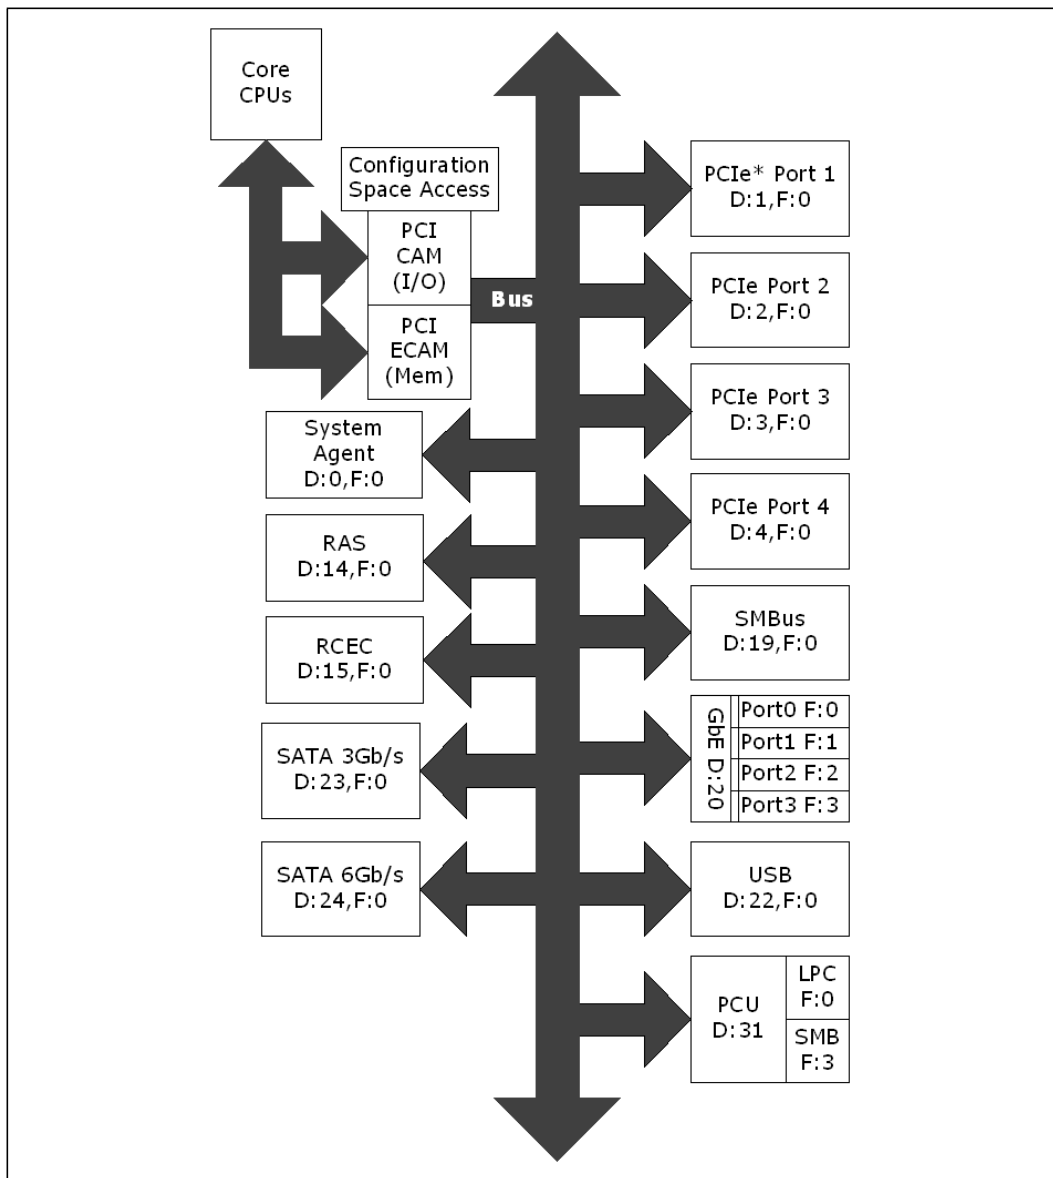 Core
CPUs
Configuration
Space Access
PCI
CAM
(I/O)
Bus
PCI
ECAM
(Mem)
System
Agent
D:0,F:0
RAS
D:14,F:0
RCEC
D:15,F:0
SATA 3Gb/s
D:23,F:0
SATA 6Gb/s
D:24,F:0
PCIe* Port 1
D:1,F:0
PCIe Port 2
D:2,F:0
PCIe Port 3
D:3,F:0
PCIe Port 4
D:4,F:0
SMBus
D:19,F:0
GbE D:20
Port0 F:0
Port1 F:1
Port2 F:2
Port3 F:3
USB
D:22,F:0
PCU
D:31
LPC
F:0
SMB
F:3